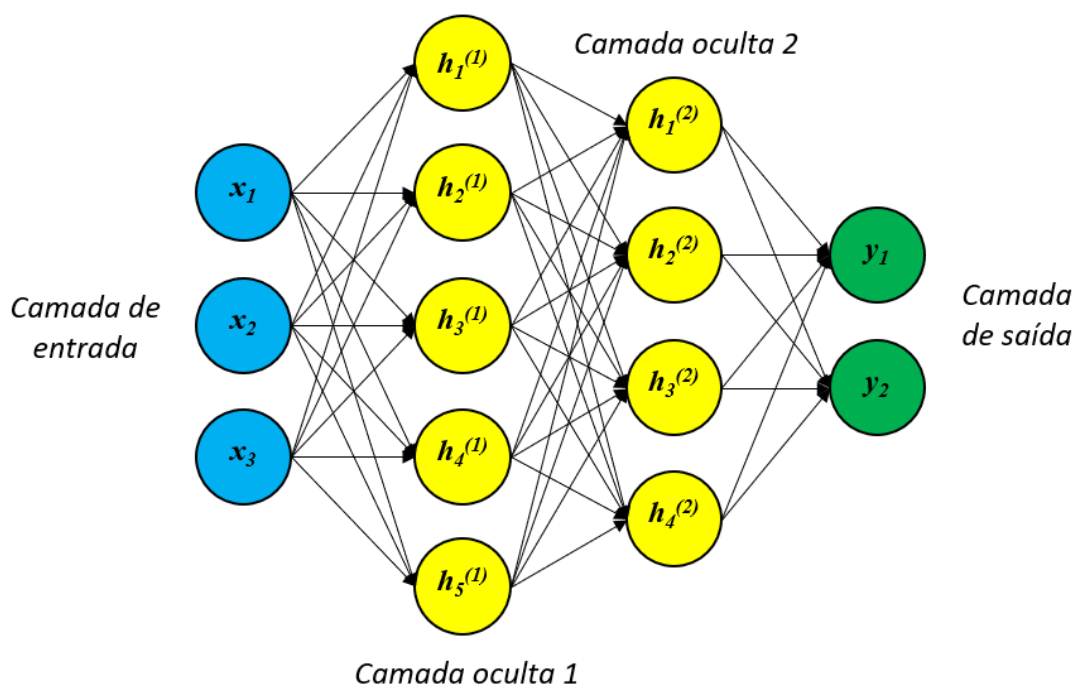 Camada oculta 2
h₁⁽¹⁾
h₂⁽¹⁾
h₃⁽¹⁾
h₄⁽¹⁾
h₅⁽¹⁾
h₁⁽²⁾
h₂⁽²⁾
h₃⁽²⁾
h₄⁽²⁾
x₁
x₂
x₃
y₁
y₂
Camada de
entrada
Camada
de saída
Camada oculta 1